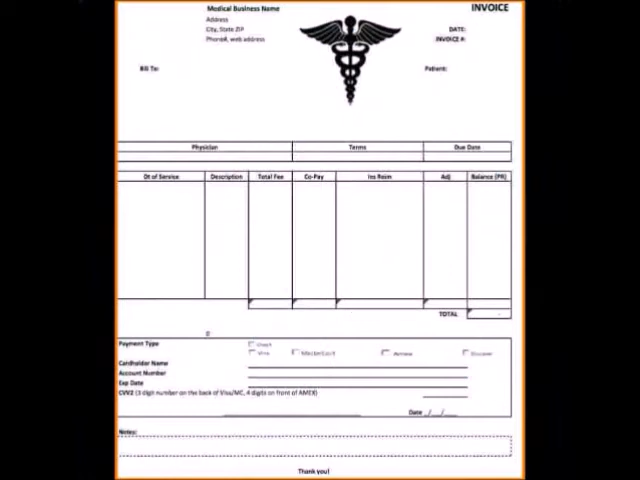 Medical Business Name
INVOICE
Address
City, State ZIP
DATE:
Phone#, web address
INVOICE #:
Bill To:
Patient:
Physician Terms Due Date
Dt of Service Description Total Fee Co-Pay Ins Reim Adj Balance (PR)
TOTAL -
Payment Type
Check
Visa MasterCard Amex Discover
Cardholder Name
Account Number
Exp Date
CVV2 (3 digit number on the back of Visa/MC, 4 digits on front of AMEX)
Date __/__/__
Notes:
Thank you!